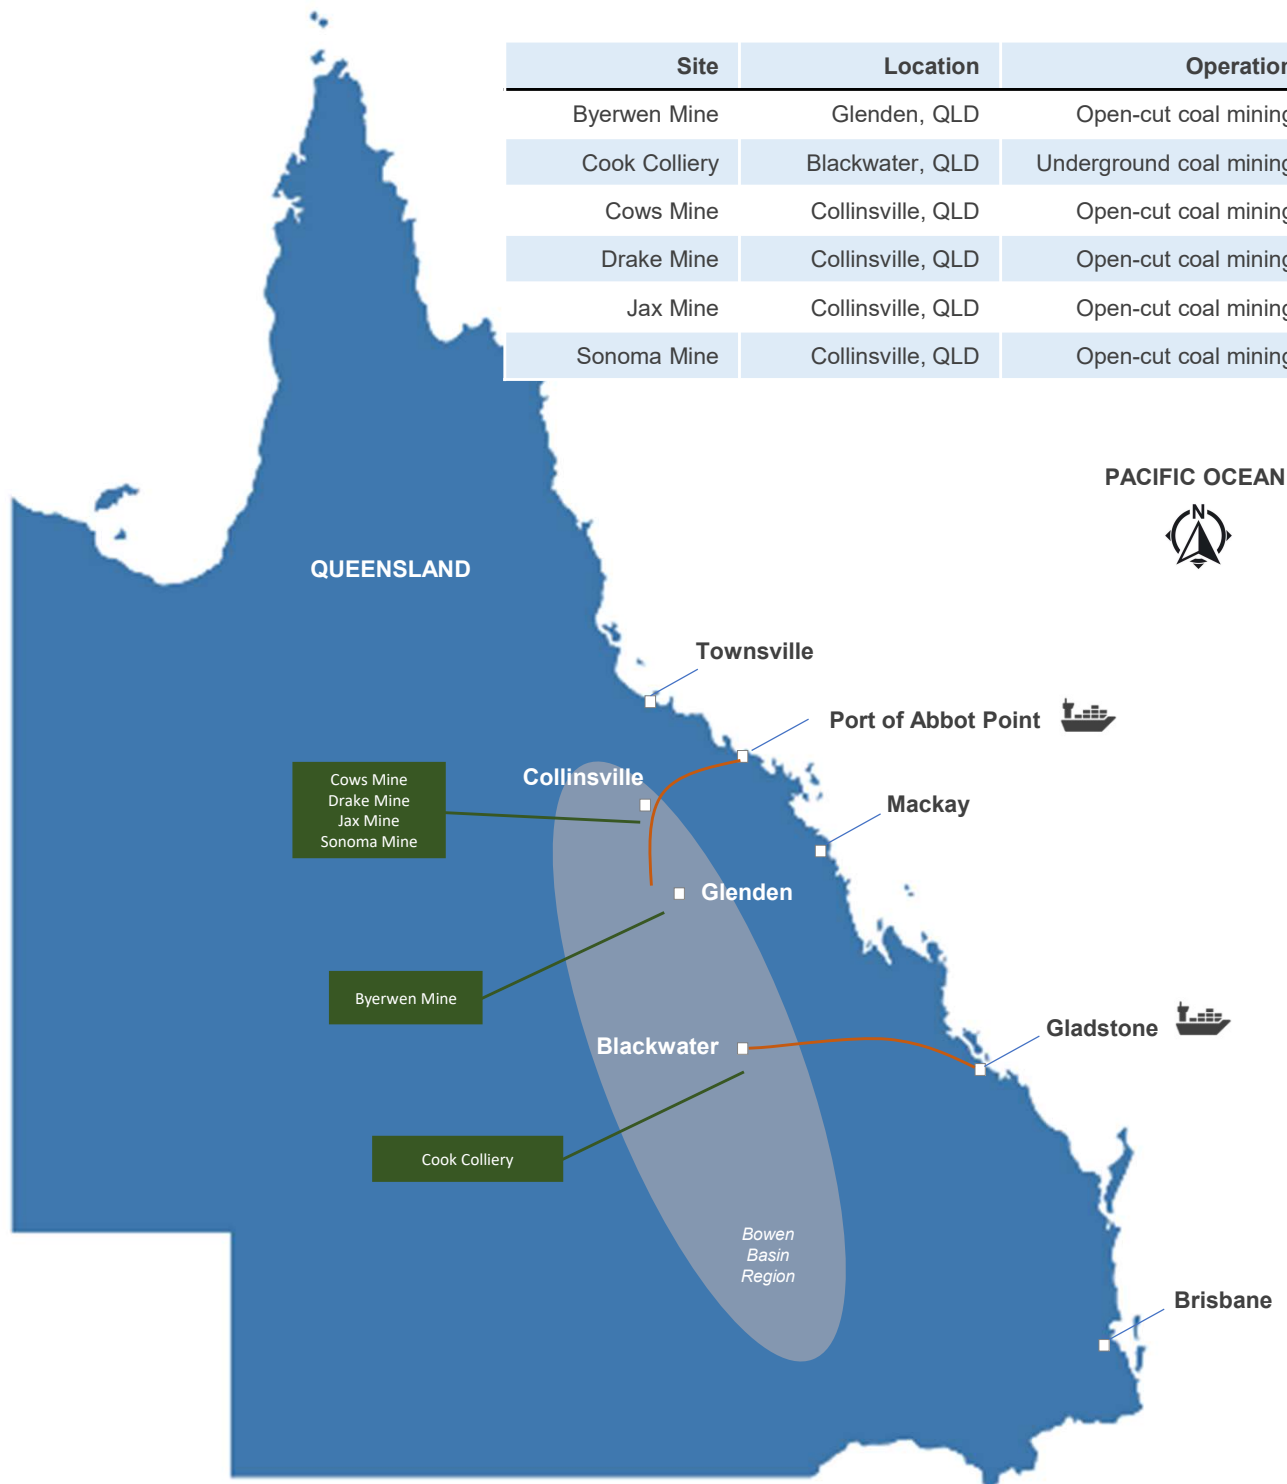 Site Location Operation
Byerwen Mine Glenden, QLD Open-cut coal mining
Cook Colliery Blackwater, QLD Underground coal mining
Cows Mine Collinsville, QLD Open-cut coal mining
Drake Mine Collinsville, QLD Open-cut coal mining
Jax Mine Collinsville, QLD Open-cut coal mining
Sonoma Mine Collinsville, QLD Open-cut coal mining
PACIFIC OCEAN
N
QUEENSLAND
Townsville
Port of Abbot Point
Collinsville
Cows Mine
Drake Mine
Jax Mine
Sonoma Mine
Mackay
Glenden
Byerwen Mine
Gladstone
Blackwater
Cook Colliery
Bowen
Basin
Region
Brisbane